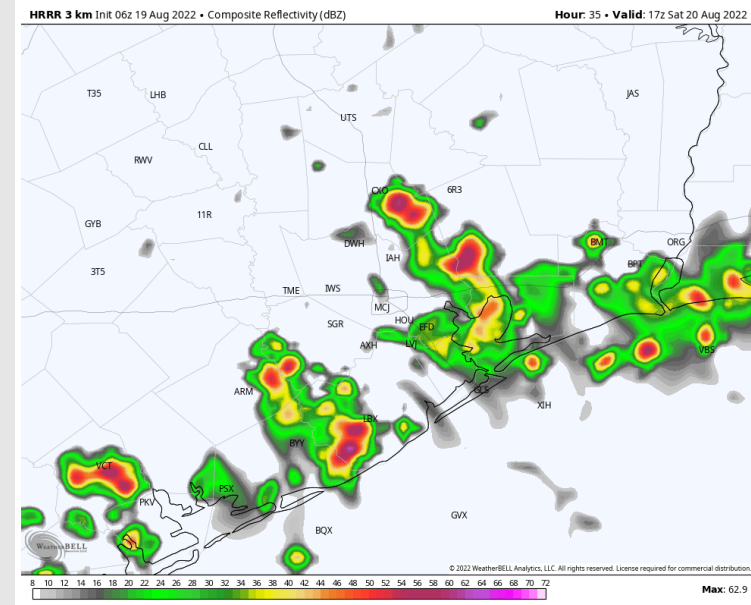 HRRR 3 km Init 06z 19 Aug 2022 • Composite Reflectivity (dBZ) Hour: 35 • Valid: 17z Sat 20 Aug 2022
T35 LHB JAS
UTS
CLL
RWV
CXO 6R3
11R
GYB
DWH BMT ORG
IAH BPT
3T5
TME IWS
MCJ
SGR HOU EFD
AXH LVJ VBS
ARM GLS
XIH
LBX
BYY
VCT
PSX
PKV
GVX
BQX
WEATHERBELL
© 2022 WeatherBELL Analytics, LLC. All rights reserved. License required for commercial distribution.
8 10 12 14 16 18 20 22 24 26 28 30 32 34 36 38 40 42 44 46 48 50 52 54 56 58 60 62 64 66 68 70 72
Max: 62.9